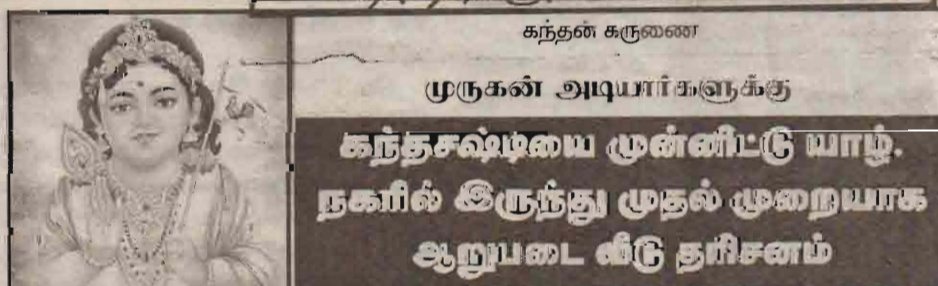 கந்தன் கருணை
முருகன் அடியார்களுக்கு
கந்தசஷ்டியை முன்னிட்டு யாழ்.
நகரில் இருந்து முதல் முறையாக
ஆறுபடை வீடு தரிசனம்